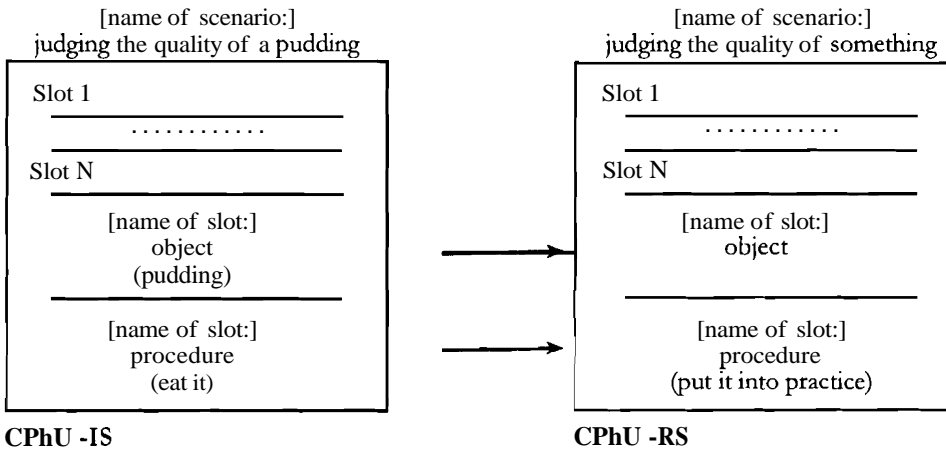 [name of scenario:]
judging the quality of a pudding
Slot 1
............
Slot N
[name of slot:]
object
(pudding)
[name of slot:]
procedure
(eat it)
CPhU -IS
[name of scenario:]
judging the quality of something
Slot 1
............
Slot N
[name of slot:]
object
[name of slot:]
procedure
(put it into practice)
CPhU -RS